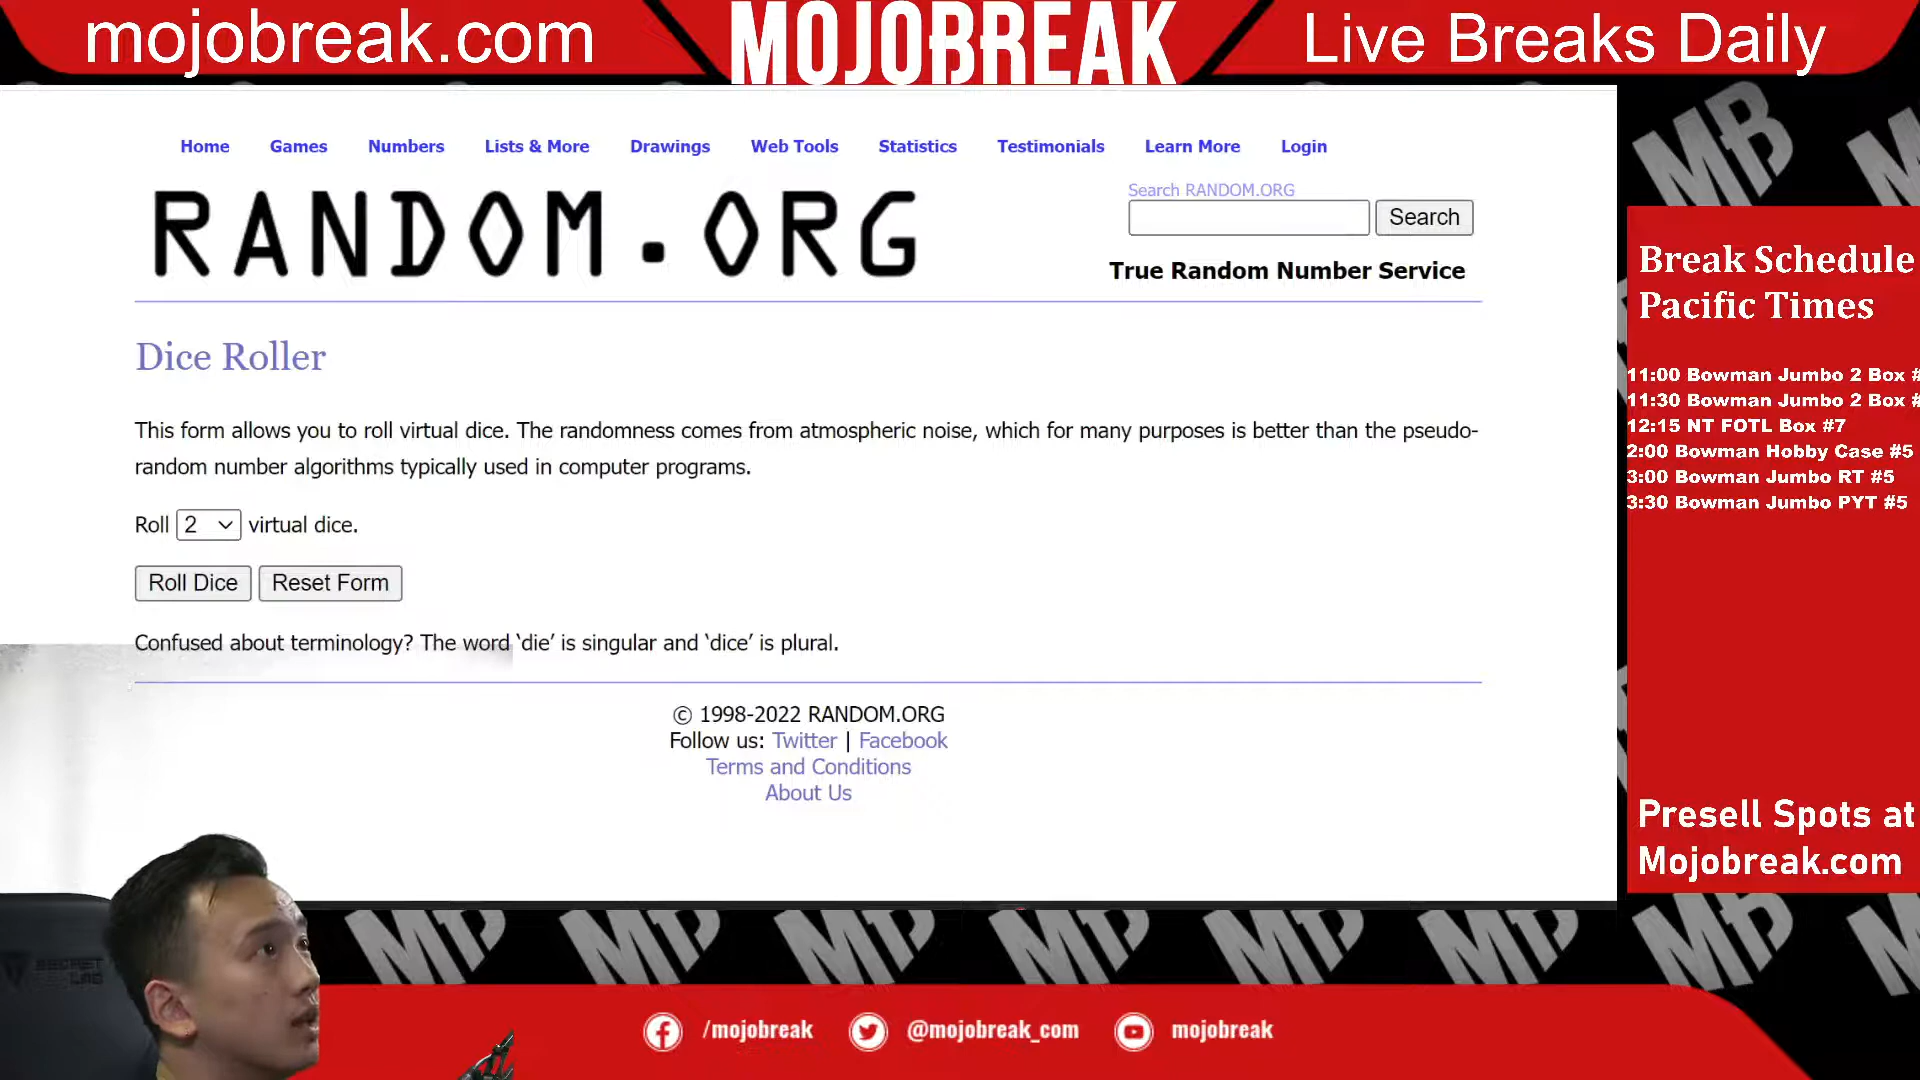 mojobreak.com
MOJOBREAK
Live Breaks Daily
Home Games Numbers Lists & More Drawings Web Tools Statistics Testimonials Learn More Login
RANDOM.ORG
Search RANDOM.ORG
Search
True Random Number Service
Dice Roller
This form allows you to roll virtual dice. The randomness comes from atmospheric noise, which for many purposes is better than the pseudo-
random number algorithms typically used in computer programs.
Roll 2 virtual dice.
Roll Dice Reset Form
Confused about terminology? The word ‘die’ is singular and ‘dice’ is plural.
© 1998-2022 RANDOM.ORG
Follow us: Twitter | Facebook
Terms and Conditions
About Us
Break Schedule
Pacific Times
11:00 Bowman Jumbo 2 Box #
11:30 Bowman Jumbo 2 Box #
12:15 NT FOTL Box #7
2:00 Bowman Hobby Case #5
3:00 Bowman Jumbo RT #5
3:30 Bowman Jumbo PYT #5
Presell Spots at
Mojobreak.com
SECRET
LAB
/mojobreak @mojobreak_com mojobreak